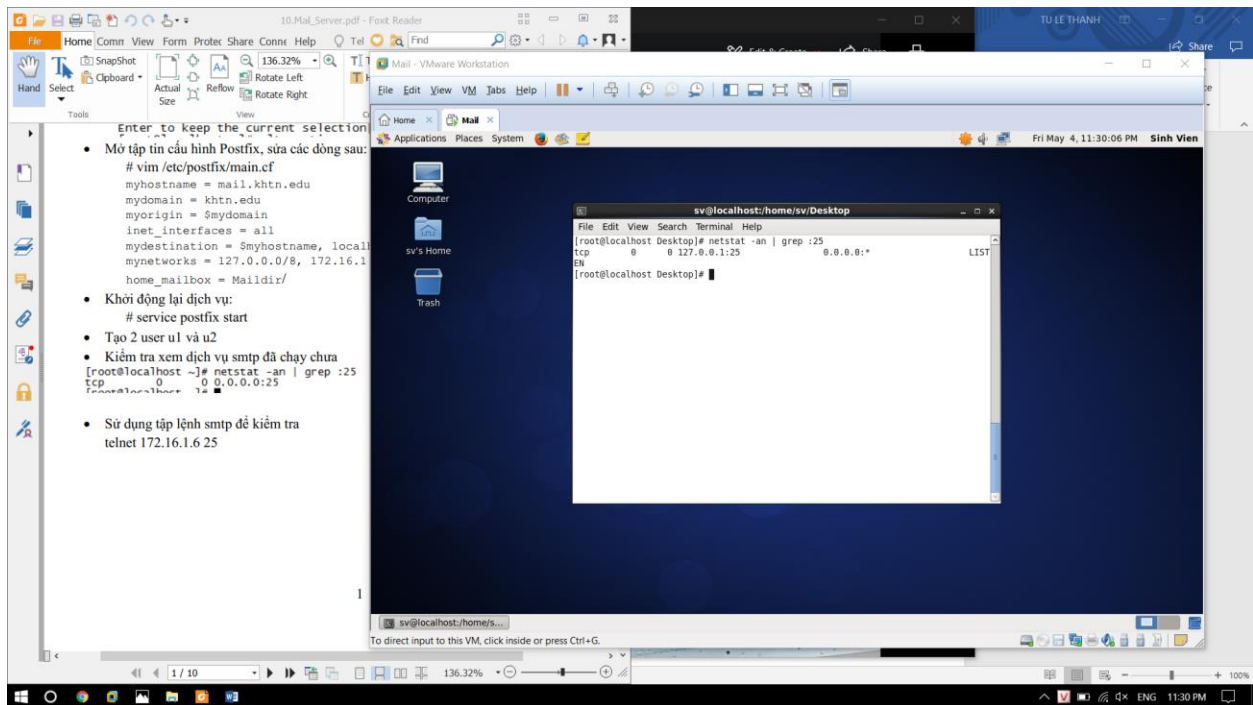 10.Mal_Server.pdf - Foxit Reader
TU LE THANH
File Home Comn View Form Protec Share Conne Help Tel Find
Share
Hand
Select
SnapShot
Clipboard
Tools
Actual Size
Reflow
136.32%
Rotate Left
Rotate Right
View
Enter to keep the current selection
• Mở tập tin cấu hình Postfix, sửa các dòng sau:
# vim /etc/postfix/main.cf
myhostname = mail.khtn.edu
mydomain = khtn.edu
myorigin = $mydomain
inet_interfaces = all
mydestination = $myhostname, local
mynetworks = 127.0.0.0/8, 172.16.1
home_mailbox = Maildir/
• Khởi động lại dịch vụ:
# service postfix start
• Tạo 2 user u1 và u2
• Kiểm tra xem dịch vụ smtp đã chạy chưa
[root@localhost ~]# netstat -an | grep :25
tcp 0 0 0.0.0.0:25
• Sử dụng tập lệnh smtp để kiểm tra
telnet 172.16.1.6 25
1
Mail - VMware Workstation
File Edit View VM Tabs Help
Home Mail
Applications Places System
Fri May 4, 11:30:06 PM Sinh Vien
Computer
sv's Home
Trash
sv@localhost:/home/sv/Desktop
File Edit View Search Terminal Help
[root@localhost Desktop]# netstat -an | grep :25
tcp 0 0 127.0.0.1:25 0.0.0.0:* LIST
EN
[root@localhost Desktop]#
sv@localhost:/home/s...
To direct input to this VM, click inside or press Ctrl+G.
1 / 10
136.32%
100%
ENG 11:30 PM